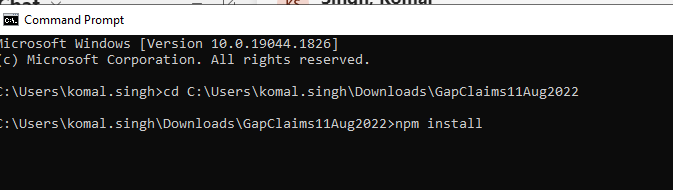 Chat
KS
Singh, Komal
Command Prompt
Microsoft Windows [Version 10.0.19044.1826]
(c) Microsoft Corporation. All rights reserved.
C:\Users\komal.singh>cd C:\Users\komal.singh\Downloads\GapClaims11Aug2022
C:\Users\komal.singh\Downloads\GapClaims11Aug2022>npm install